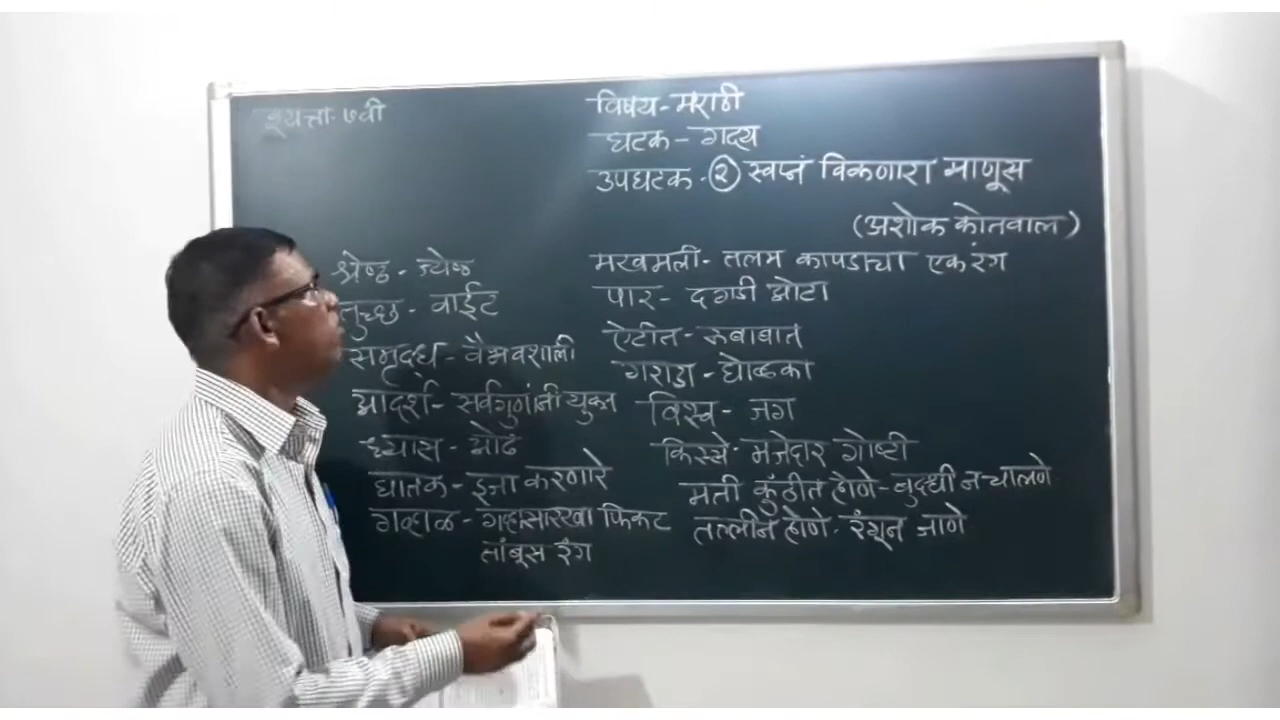 इयत्ता- ७वी
विषय- मराठी
घटक- गद्य
उपघटक- २ स्वप्नं विकणारा माणूस
(अशोक कोतवाल)
श्रेष्ठ - ज्येष्ठ
तुच्छ - वाईट
समृद्ध - वैभवशाली
आदर्श - सर्वगुणांनी युक्त
ध्यास - ओढ
घातक - इजा करणारे
गव्हाळ - गव्हासारखा फिकट
तांबूस रंग
मखमली - तलम कापडाचा एक रंग
पार - दगडी ओटा
ऐटीत - रुबाबात
गराडा - घोळका
विश्व - जग
किस्से - मजेदार गोष्टी
मती कुंठीत होणे - बुद्धी न चालणे
तल्लीन होणे - रंगून जाणे